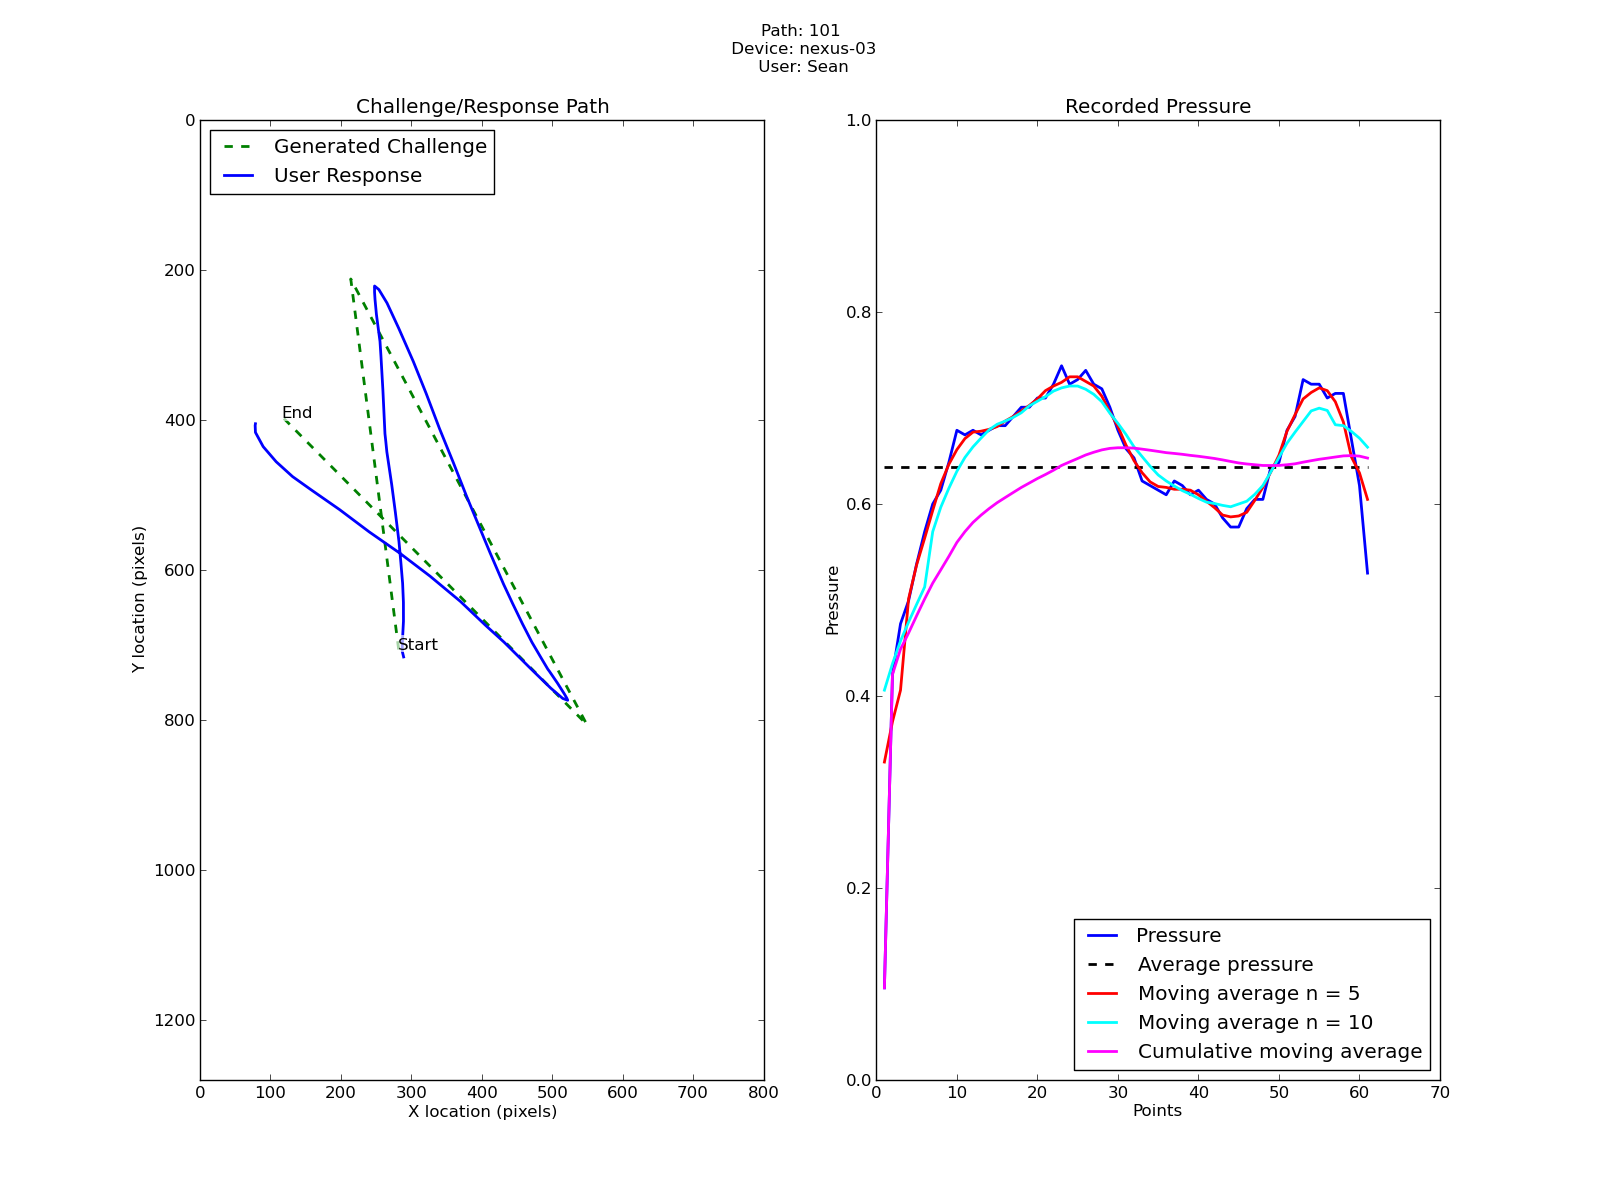 Path: 101
Device: nexus-03
User: Sean
Challenge/Response Path
Generated Challenge
User Response
0
200
400
600
800
1000
1200
Y location (pixels)
End
Start
0 100 200 300 400 500 600 700 800
X location (pixels)
Recorded Pressure
1.0
0.8
0.6
0.4
0.2
0.0
Pressure
Pressure
Average pressure
Moving average n = 5
Moving average n = 10
Cumulative moving average
0 10 20 30 40 50 60 70
Points